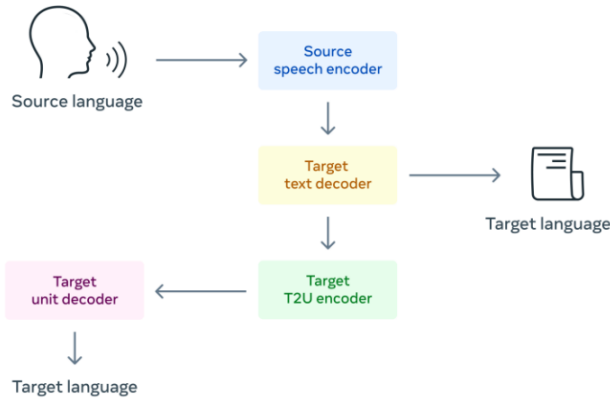 Source language
Source
speech encoder
Target
text decoder
Target language
Target
T2U encoder
Target
unit decoder
Target language